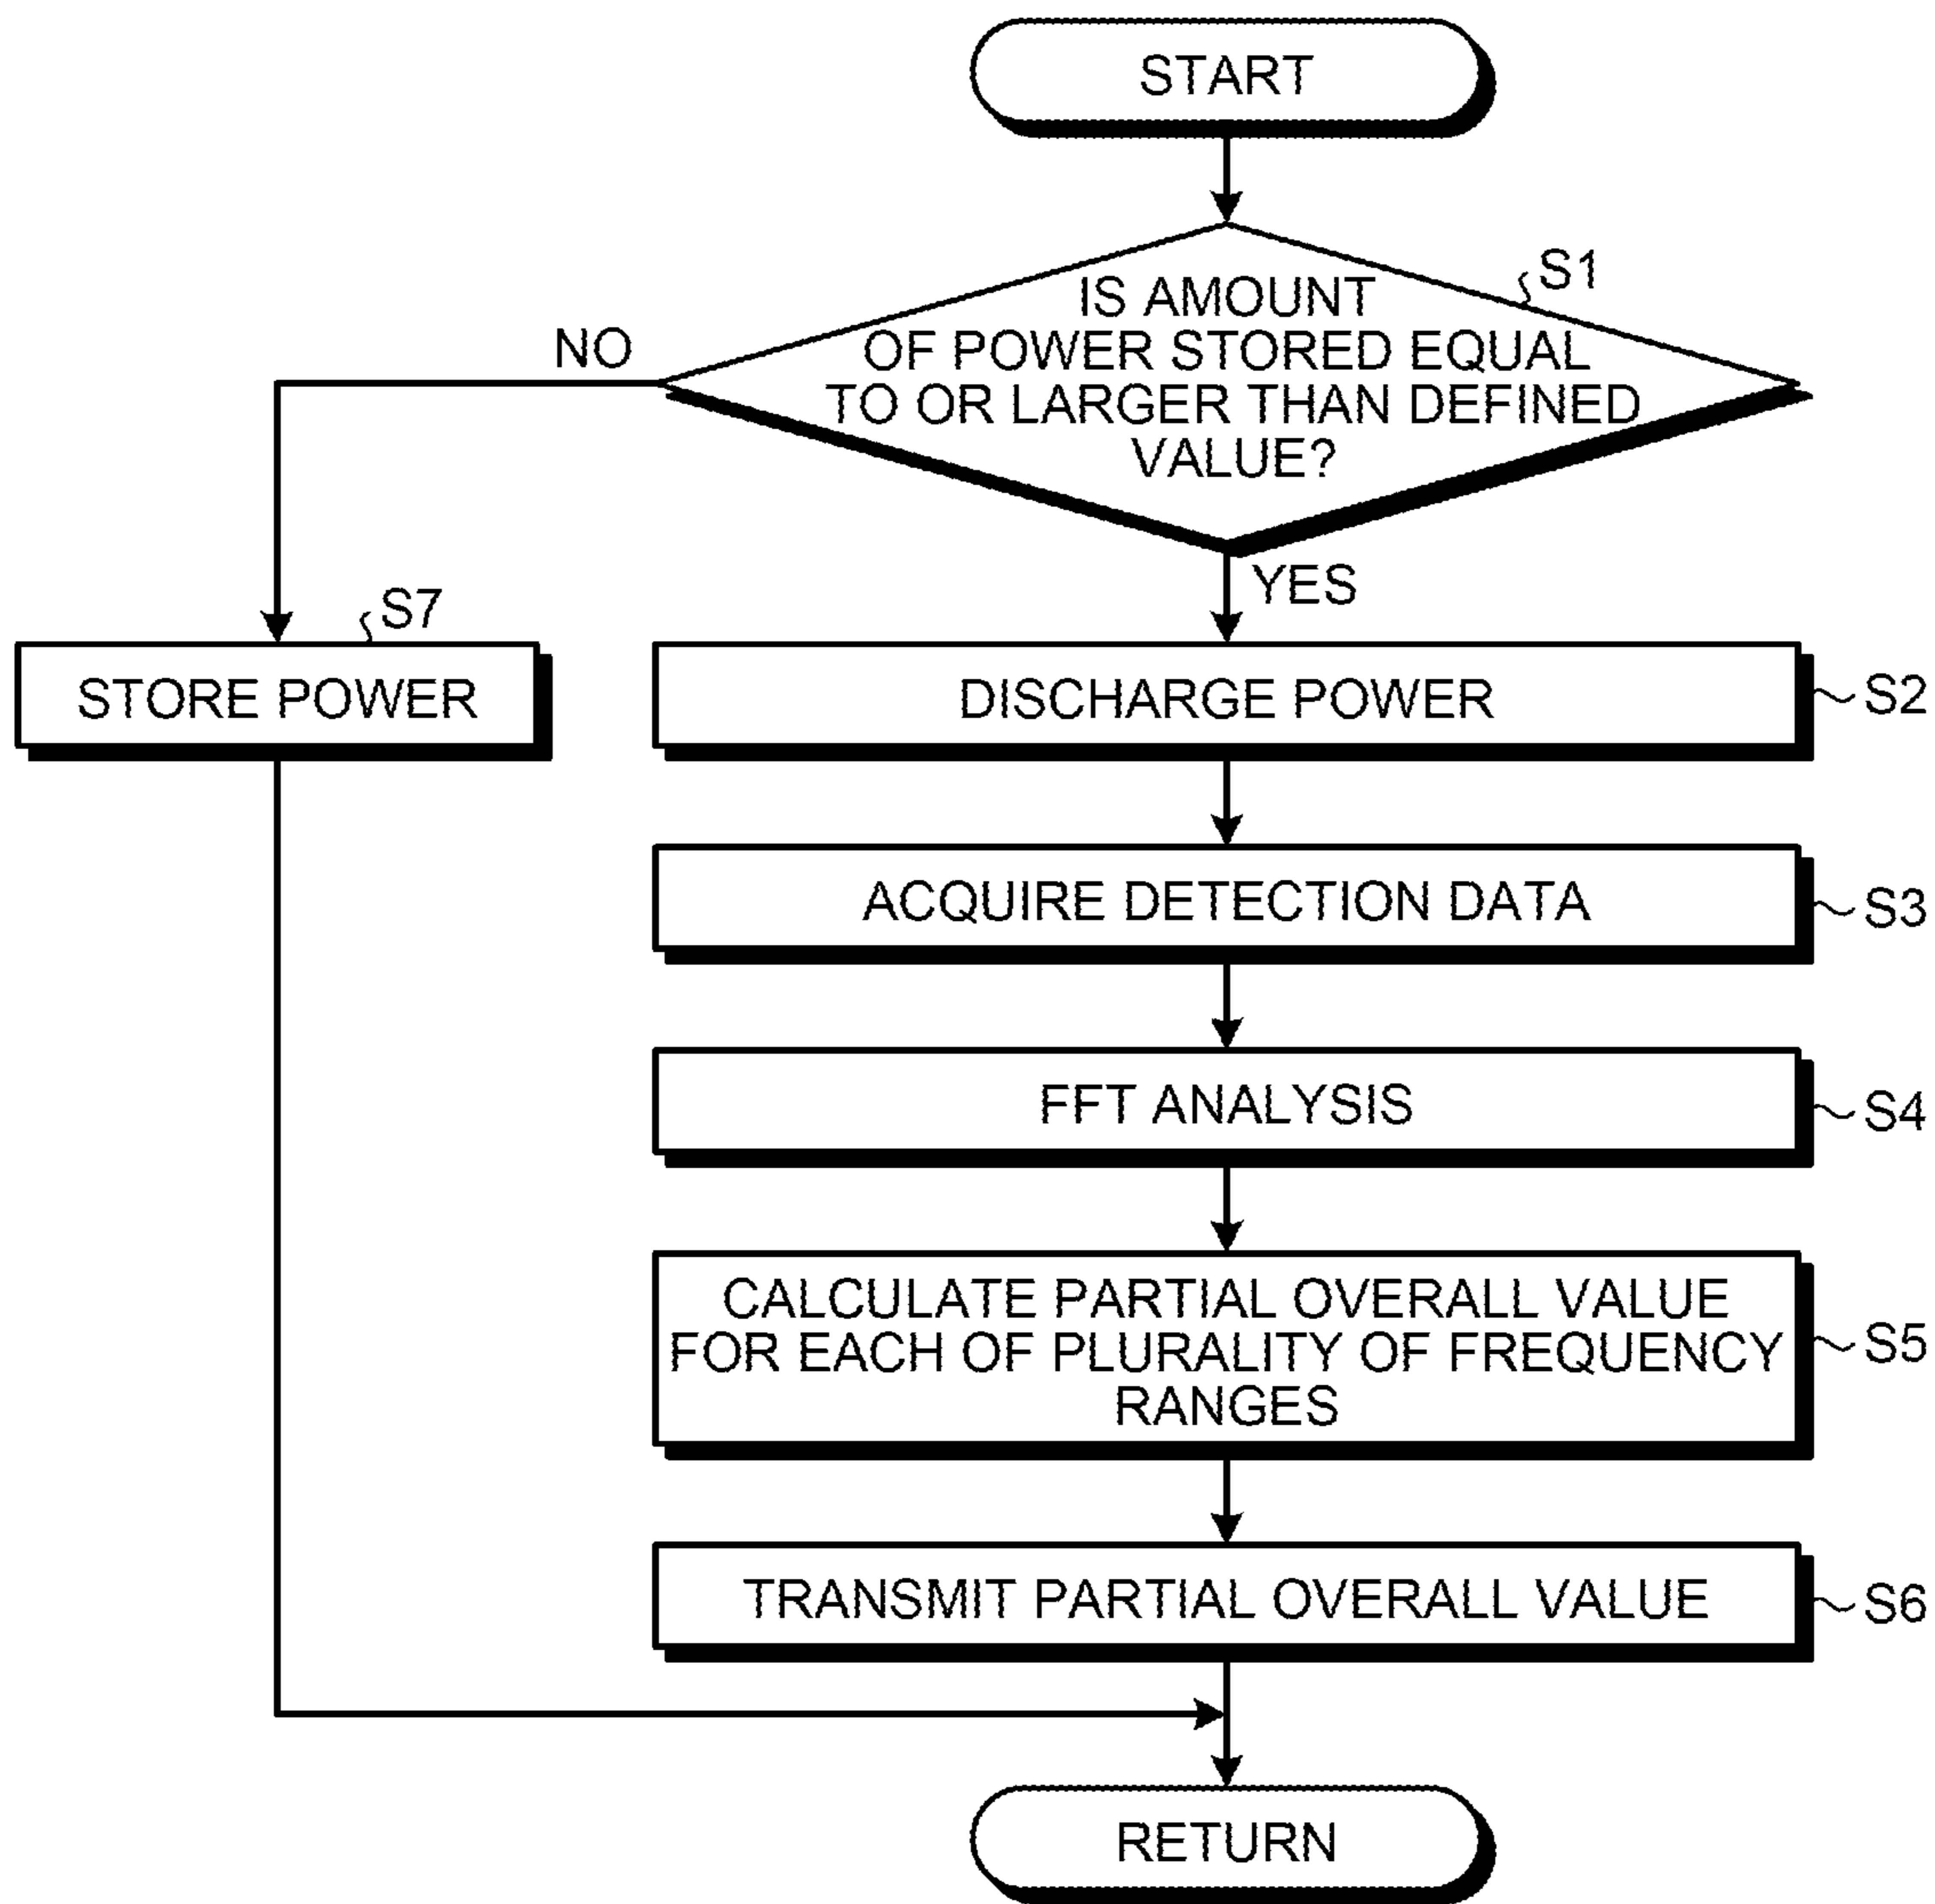 START
S1
IS AMOUNT
OF POWER STORED EQUAL
TO OR LARGER THAN DEFINED
VALUE?
NO
YES
S7
STORE POWER
DISCHARGE POWER
S2
ACQUIRE DETECTION DATA
S3
FFT ANALYSIS
S4
CALCULATE PARTIAL OVERALL VALUE
FOR EACH OF PLURALITY OF FREQUENCY
RANGES
S5
TRANSMIT PARTIAL OVERALL VALUE
S6
RETURN